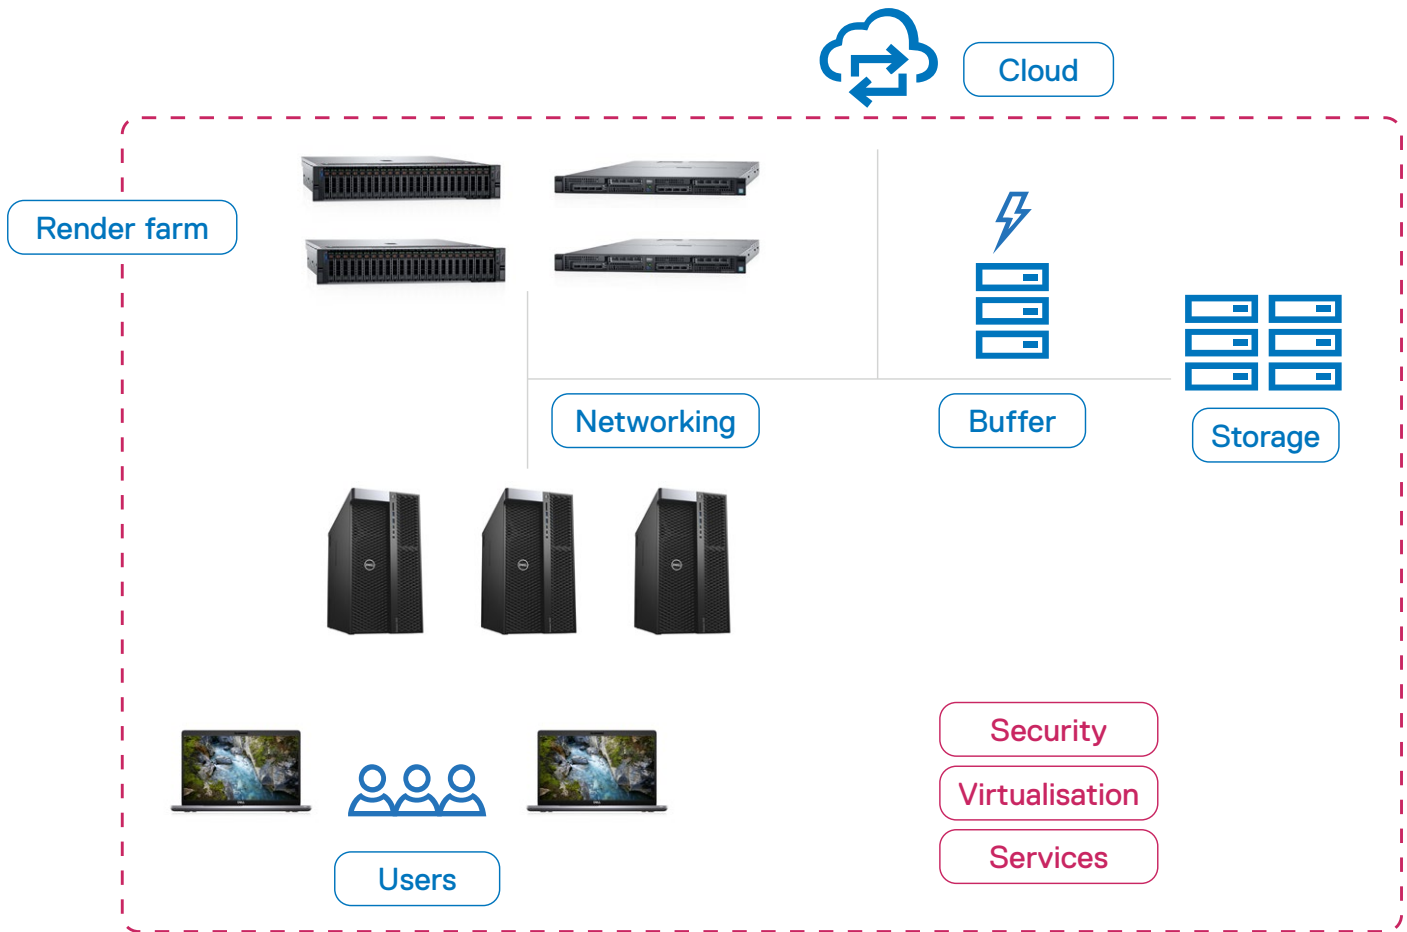 Cloud
Render farm
Networking
Buffer
Storage
Security
Virtualisation
Services
Users